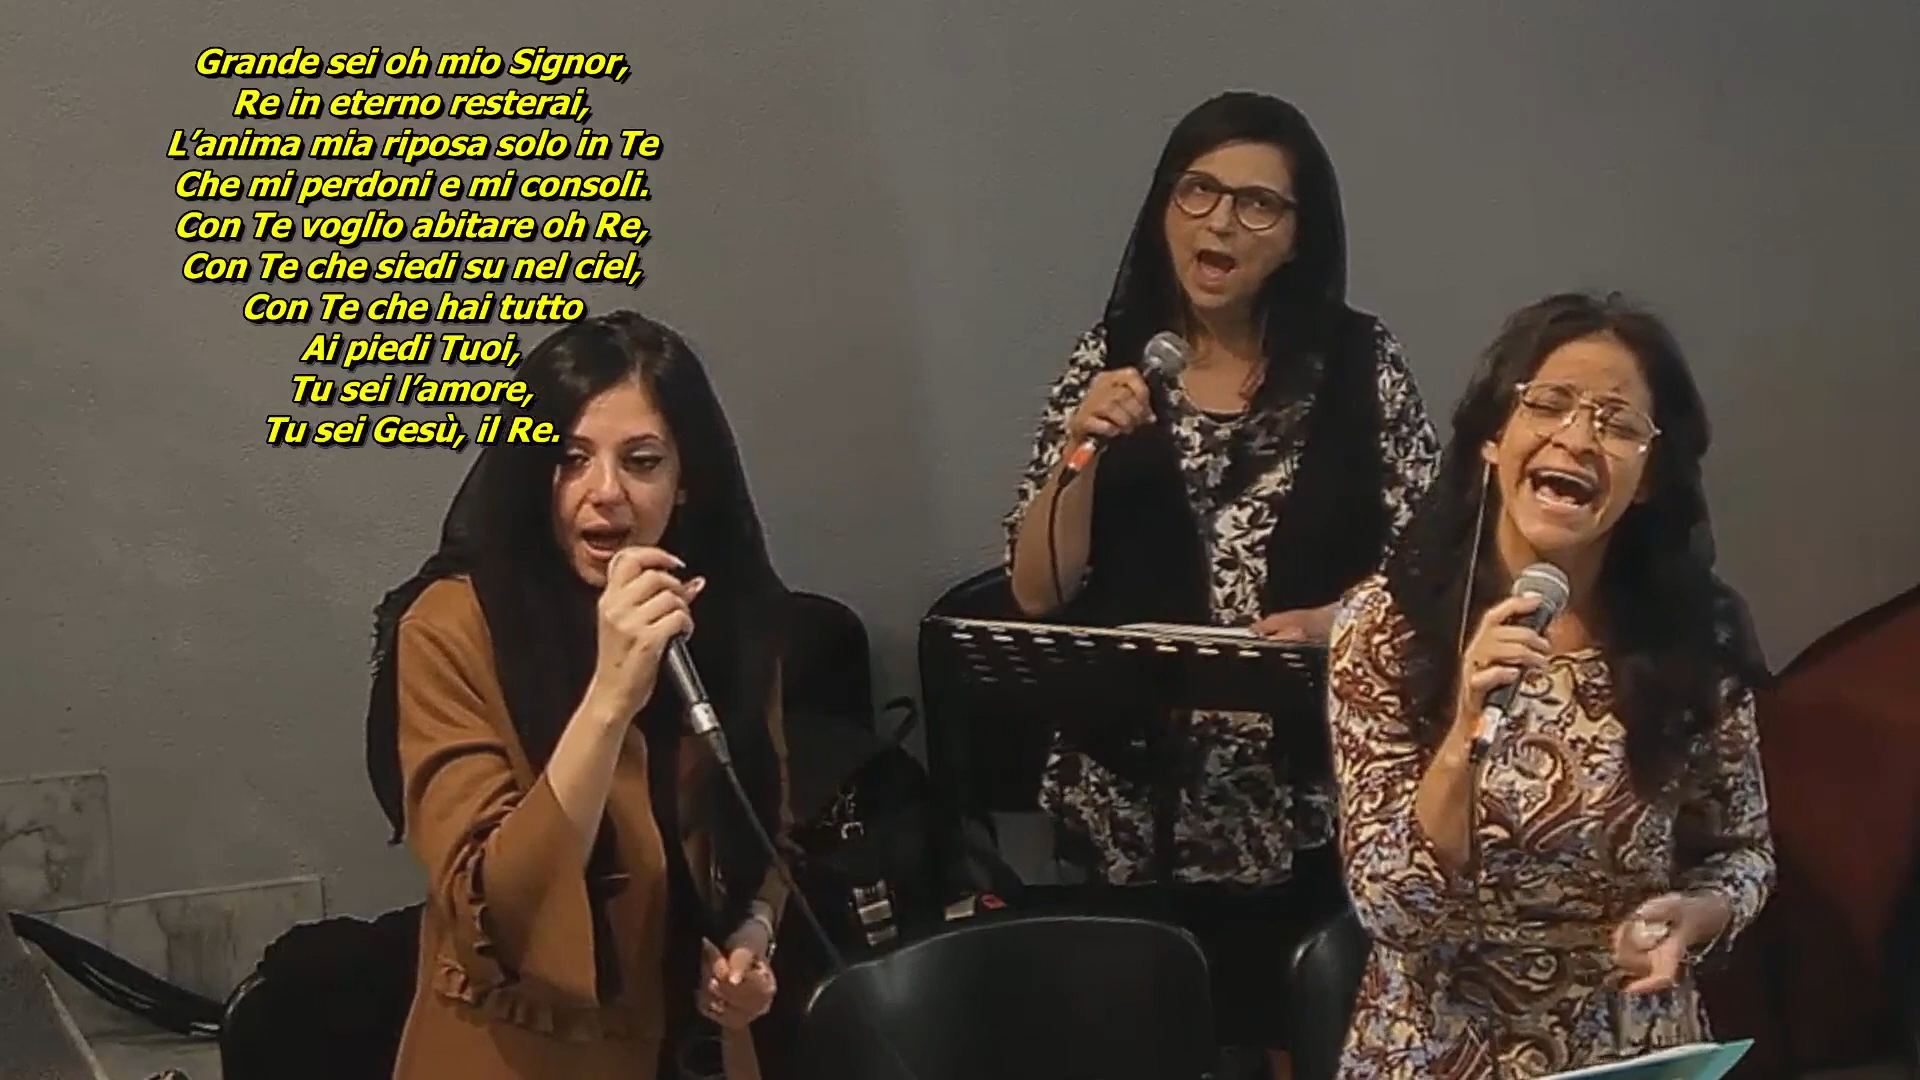 Grande sei oh mio Signor,
Re in eterno resterai,
L’anima mia riposa solo in Te
Che mi perdoni e mi consoli.
Con Te voglio abitare oh Re,
Con Te che siedi su nel ciel,
Con Te che hai tutto
Ai piedi Tuoi,
Tu sei l’amore,
Tu sei Gesù, il Re.